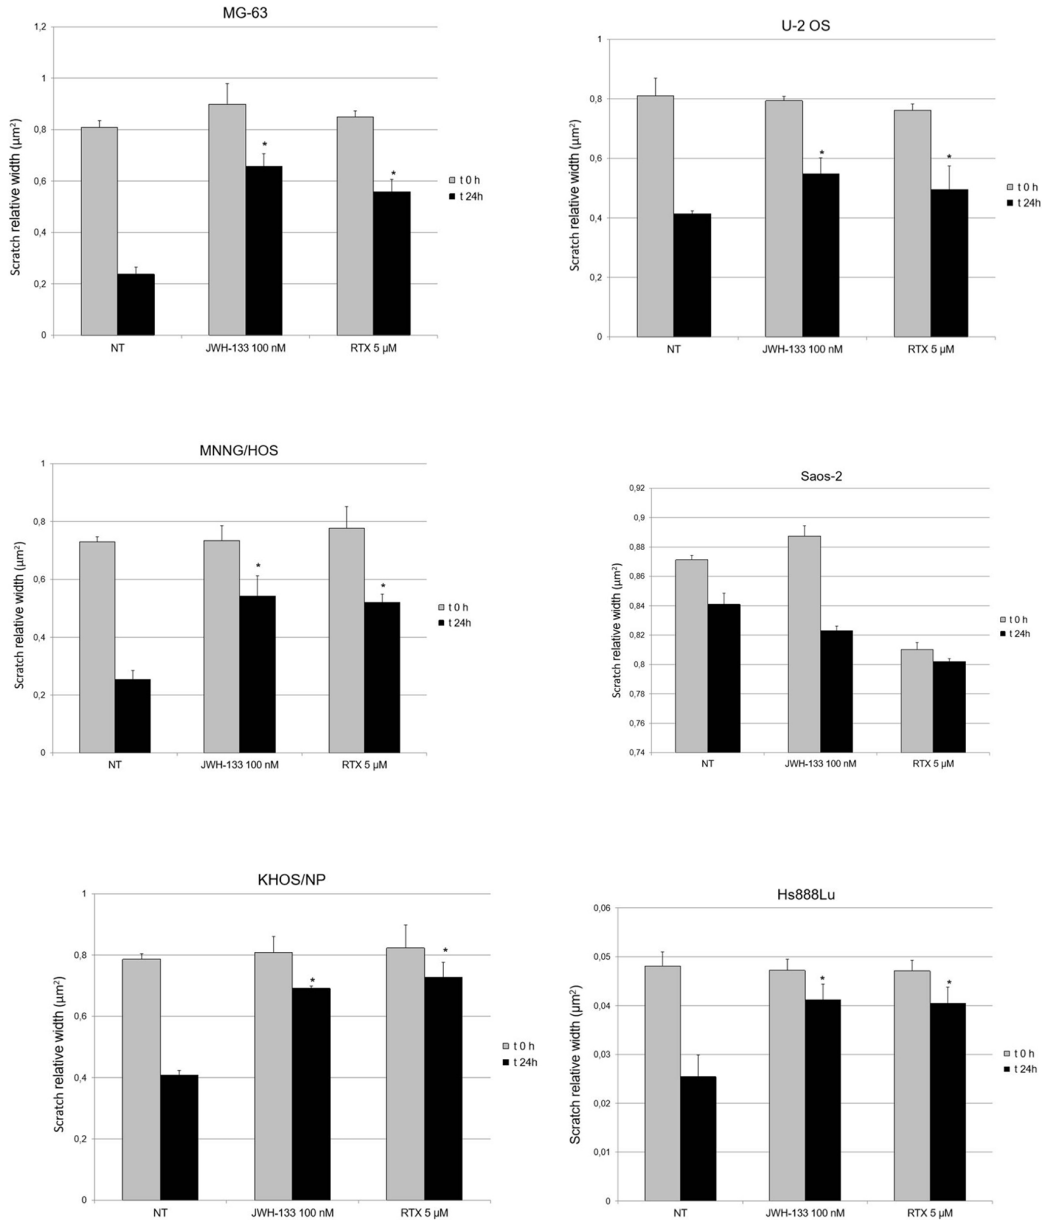 MG-63
1,2
1
0,8
0,6
0,4
0,2
0
Scratch relative width (µm²)
NT
JWH-133 100 nM
RTX 5 µM
t 0 h
t 24h
*
*
U-2 OS
1
0,8
0,6
0,4
0,2
0
Scratch relative width (µm²)
NT
JWH-133 100 nM
RTX 5 µM
t 0 h
t 24h
*
*
MNNG/HOS
1
0,8
0,6
0,4
0,2
0
Scratch relative width (µm²)
NT
JWH-133 100 nM
RTX 5 µM
t 0 h
t 24h
*
*
Saos-2
0,92
0,9
0,88
0,86
0,84
0,82
0,8
0,78
0,76
0,74
Scratch relative width (µm²)
NT
JWH-133 100 nM
RTX 5 µM
t 0 h
t 24h
KHOS/NP
1
0,8
0,6
0,4
0,2
0
Scratch relative width (µm²)
NT
JWH-133 100 nM
RTX 5 µM
t 0 h
t 24h
*
*
Hs888Lu
0,06
0,05
0,04
0,03
0,02
0,01
0
Scratch relative width (µm²)
NT
JWH-133 100 nM
RTX 5 µM
t 0 h
t 24h
*
*